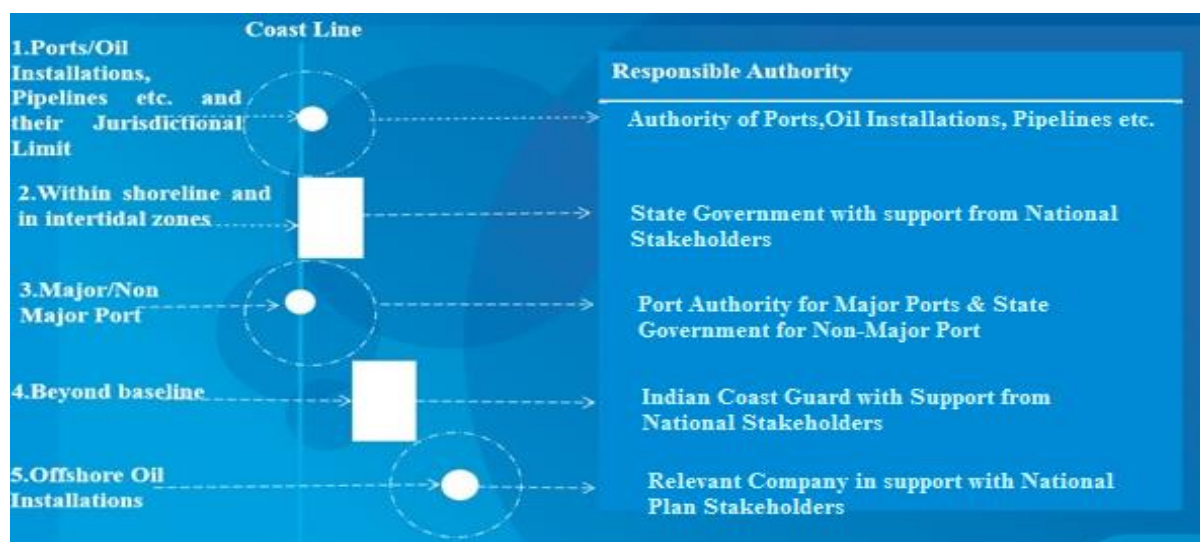 Coast Line
1.Ports/Oil
Installations,
Pipelines etc. and
their Jurisdictional
Limit
2.Within shoreline and
in intertidal zones
3.Major/Non
Major Port
4.Beyond baseline
5.Offshore Oil
Installations
Responsible Authority
Authority of Ports,Oil Installations, Pipelines etc.
State Government with support from National
Stakeholders
Port Authority for Major Ports & State
Government for Non-Major Port
Indian Coast Guard with Support from
National Stakeholders
Relevant Company in support with National
Plan Stakeholders